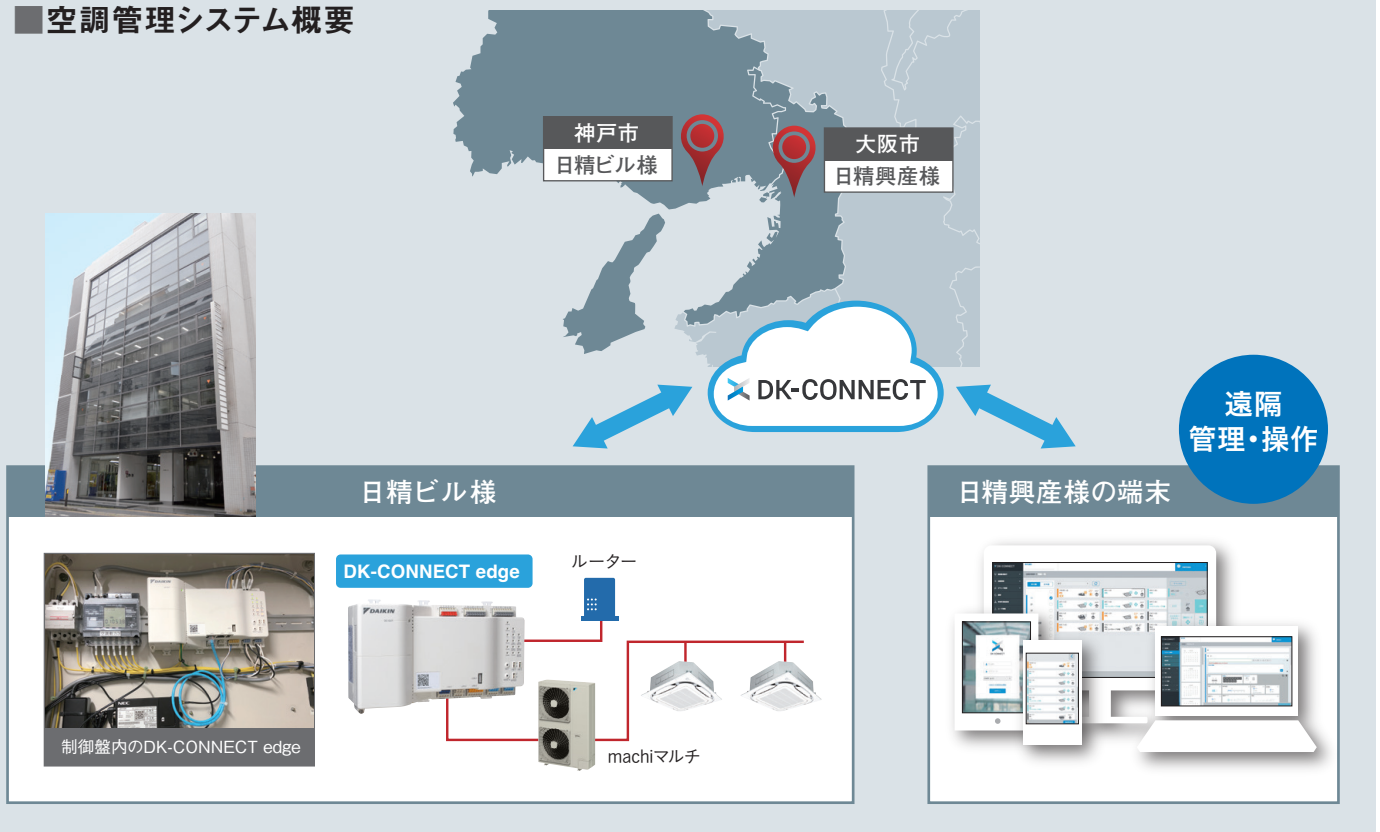 ■空調管理システム概要
神戸市
日精ビル様
大阪市
日精興産様
DK-CONNECT
遠隔
管理・操作
日精ビル様
制御盤内のDK-CONNECT edge
DK-CONNECT edge
DAIKIN
ルーター
machiマルチ
日精興産様の端末
NEC